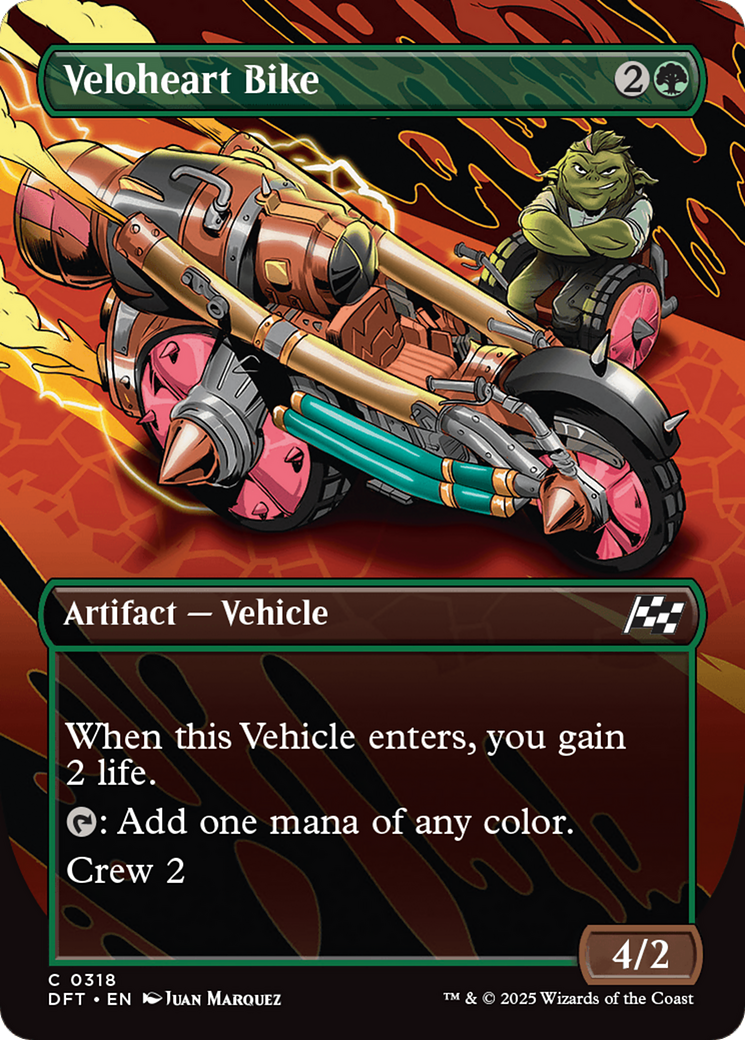 Veloheart Bike 2
Artifact — Vehicle
When this Vehicle enters, you gain
2 life.
: Add one mana of any color.
Crew 2
4/2
C 0318
DFT • EN Juan Marquez
™ & © 2025 Wizards of the Coast